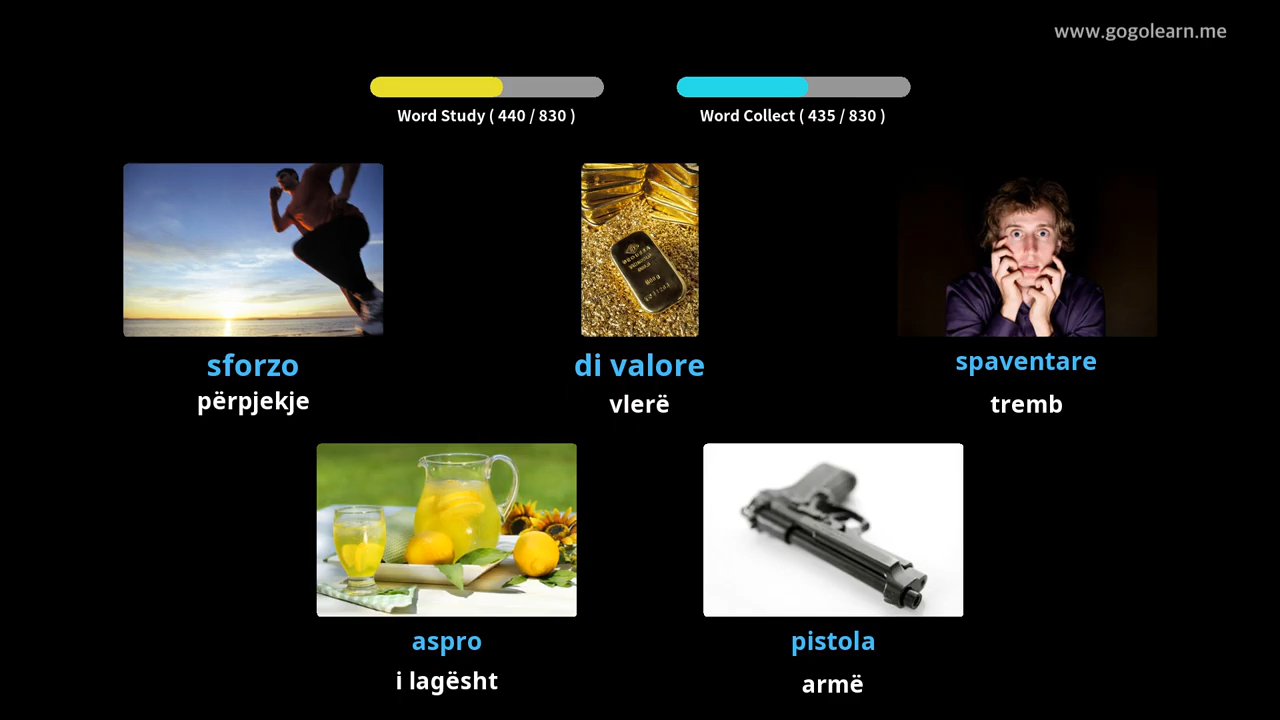 www.gogolearn.me
Word Study ( 440 / 830 )
Word Collect ( 435 / 830 )
sforzo
përpjekje
di valore
vlerë
spaventare
tremb
aspro
i lagësht
pistola
armë